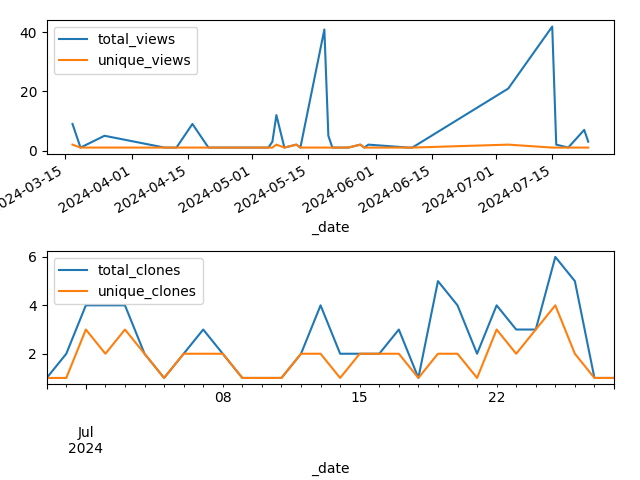 40
20
0
total_views
unique_views
2024-03-15
2024-04-01
2024-04-15
2024-05-01
2024-05-15
2024-06-01
2024-06-15
2024-07-01
2024-07-15
_date
6
4
2
total_clones
unique_clones
08
15
22
Jul
2024
_date